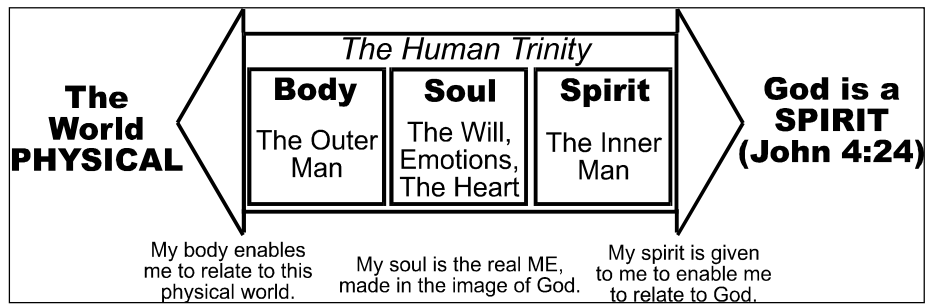 The Human Trinity
The
World
PHYSICAL
Body
The Outer
Man
Soul
The Will,
Emotions,
The Heart
Spirit
The Inner
Man
God is a
SPIRIT
(John 4:24)
My body enables
me to relate to this
physical world.
My soul is the real ME,
made in the image of God.
My spirit is given
to me to enable me
to relate to God.